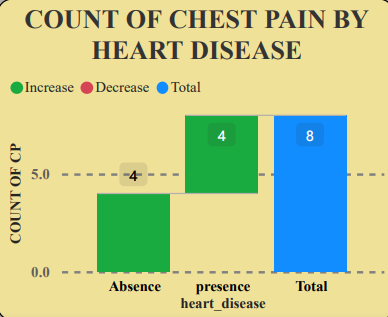 COUNT OF CHEST PAIN BY
HEART DISEASE
Increase Decrease Total
COUNT OF CP
5.0
0.0
4
4
8
Absence presence Total
heart_disease